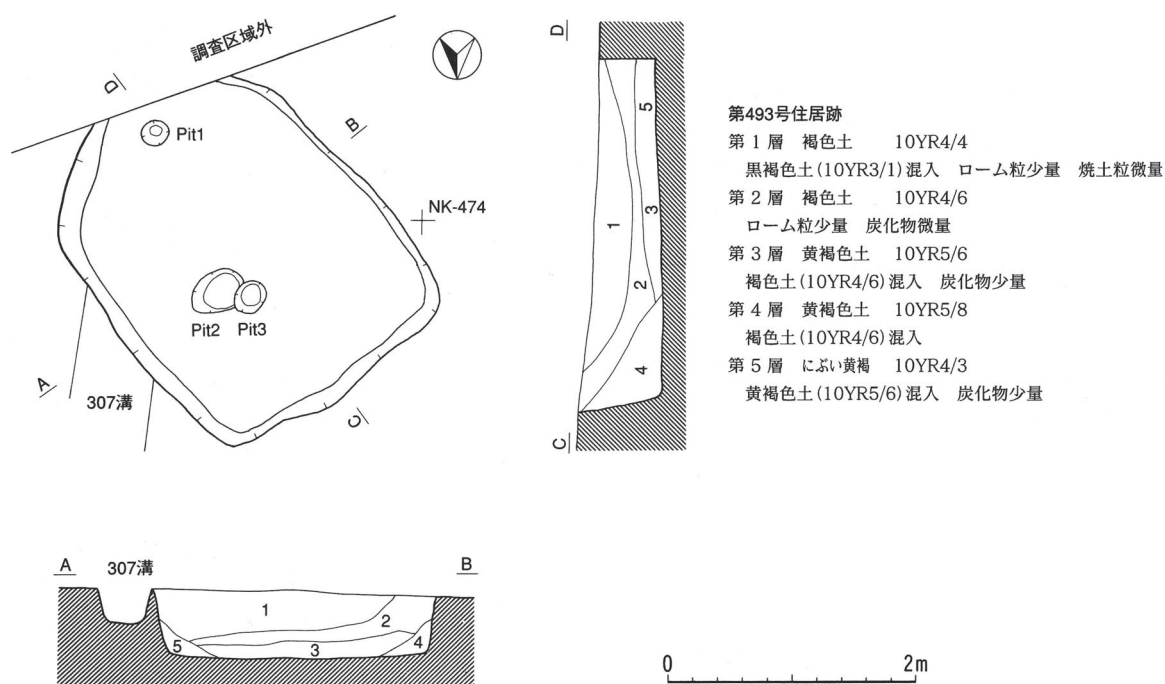 調査区域外
D
B
Pit1
NK-474
Pit2 Pit3
A
307溝
C
D
5
1
3
2
4
C
第493号住居跡
第1層 褐色土 10YR4/4
黒褐色土(10YR3/1)混入 ローム粒少量 焼土粒微量
第2層 褐色土 10YR4/6
ローム粒少量 炭化物微量
第3層 黄褐色土 10YR5/6
褐色土(10YR4/6)混入 炭化物少量
第4層 黄褐色土 10YR5/8
褐色土(10YR4/6)混入
第5層 にぶい黄褐 10YR4/3
黄褐色土(10YR5/6)混入 炭化物少量
A 307溝 B
1
2
5 3 4
0 2m